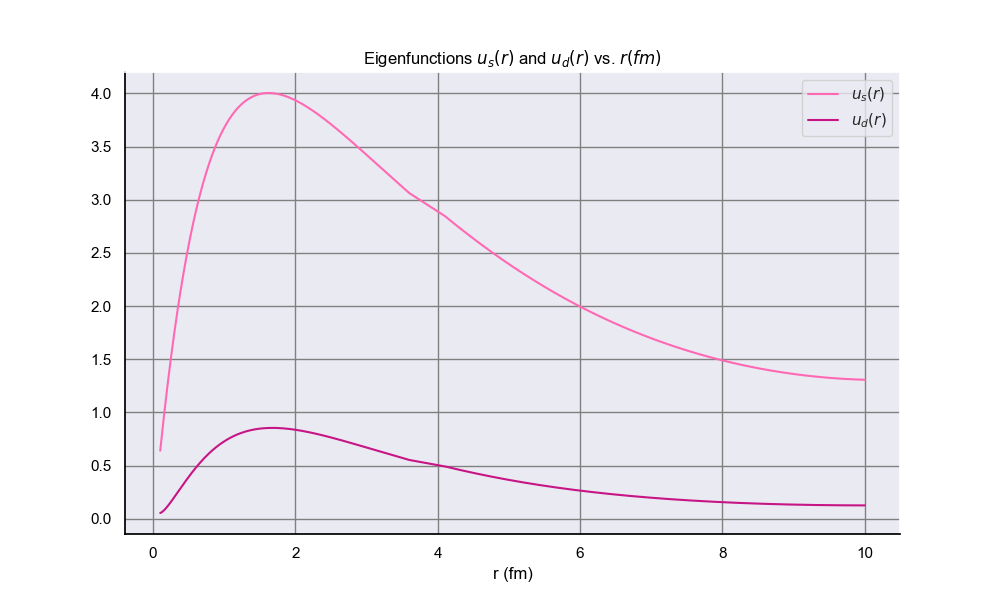 Eigenfunctions u_s(r) and u_d(r) vs. r(fm)
u_s(r)
u_d(r)
4.0
3.5
3.0
2.5
2.0
1.5
1.0
0.5
0.0
0 2 4 6 8 10
r (fm)